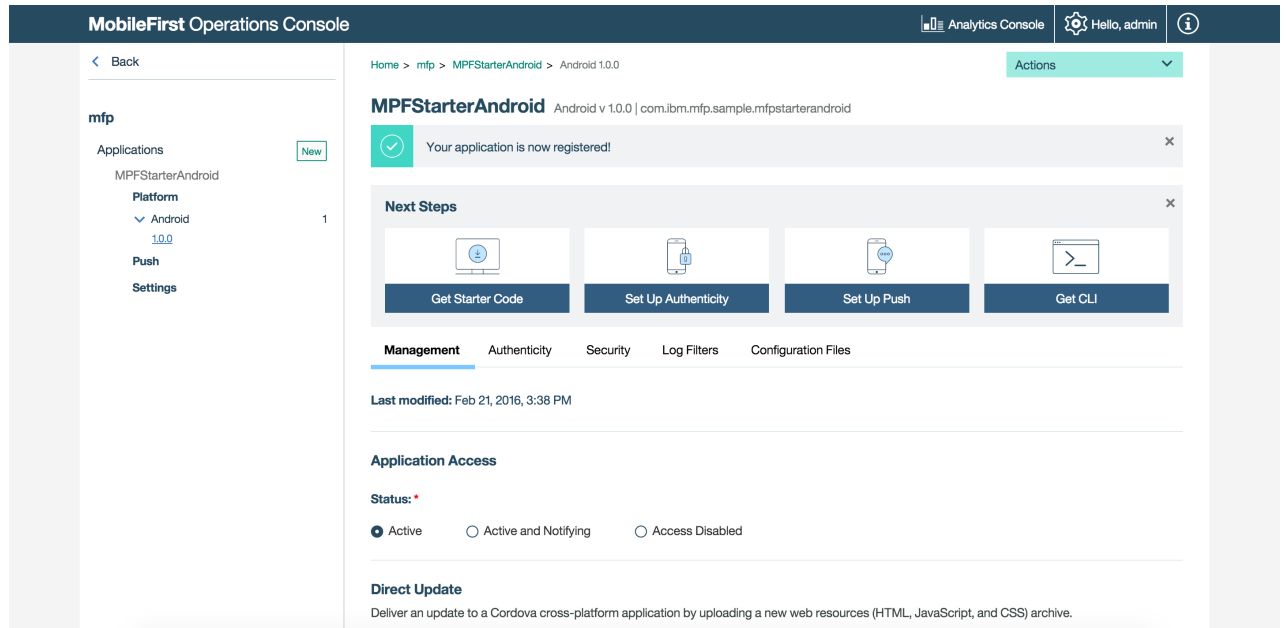 MobileFirst Operations Console
Analytics Console
Hello, admin
Back
mfp
Applications
New
MPFStarterAndroid
Platform
Android 1
1.0.0
Push
Settings
Home > mfp > MPFStarterAndroid > Android 1.0.0
Actions
MPFStarterAndroid Android v 1.0.0 | com.ibm.mfp.sample.mfpstarterandroid
Your application is now registered!
Next Steps
Get Starter Code
Set Up Authenticity
Set Up Push
Get CLI
Management Authenticity Security Log Filters Configuration Files
Last modified: Feb 21, 2016, 3:38 PM
Application Access
Status: *
Active Active and Notifying Access Disabled
Direct Update
Deliver an update to a Cordova cross-platform application by uploading a new web resources (HTML, JavaScript, and CSS) archive.